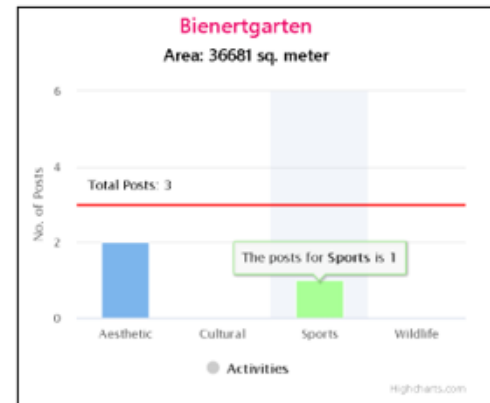 Bienertgarten
Area: 36681 sq. meter
6
4
Total Posts: 3
No. of Posts
2
The posts for Sports is 1
0
Aesthetic Cultural Sports Wildlife
Activities
Highcharts.com